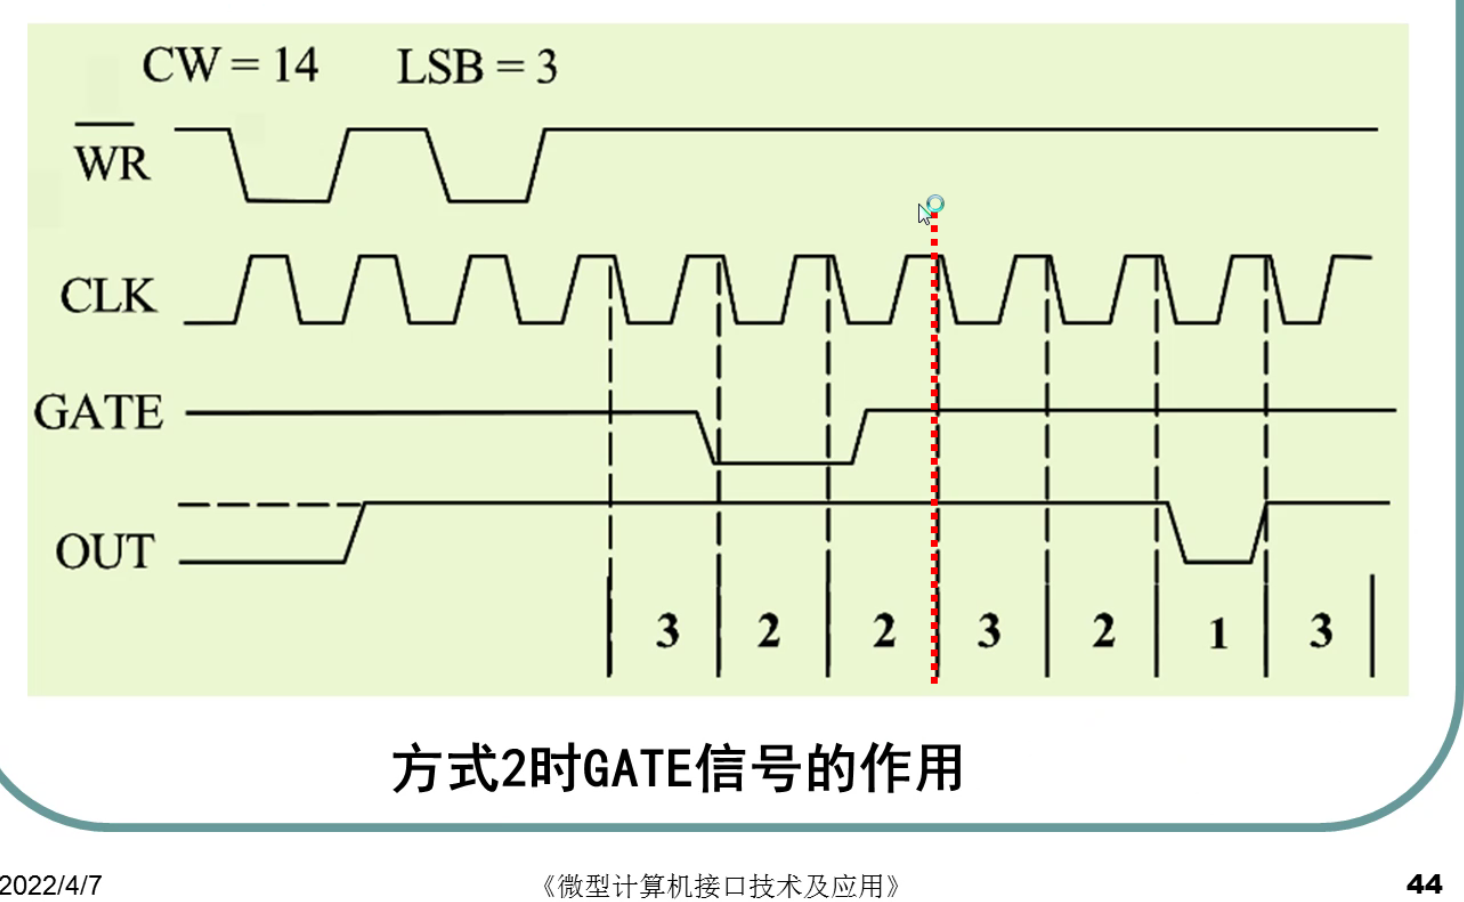 CW = 14 LSB = 3
WR
CLK
GATE
OUT
3 2 2 3 2 1 3
方式2时GATE信号的作用
2022/4/7 《微型计算机接口技术及应用》 44